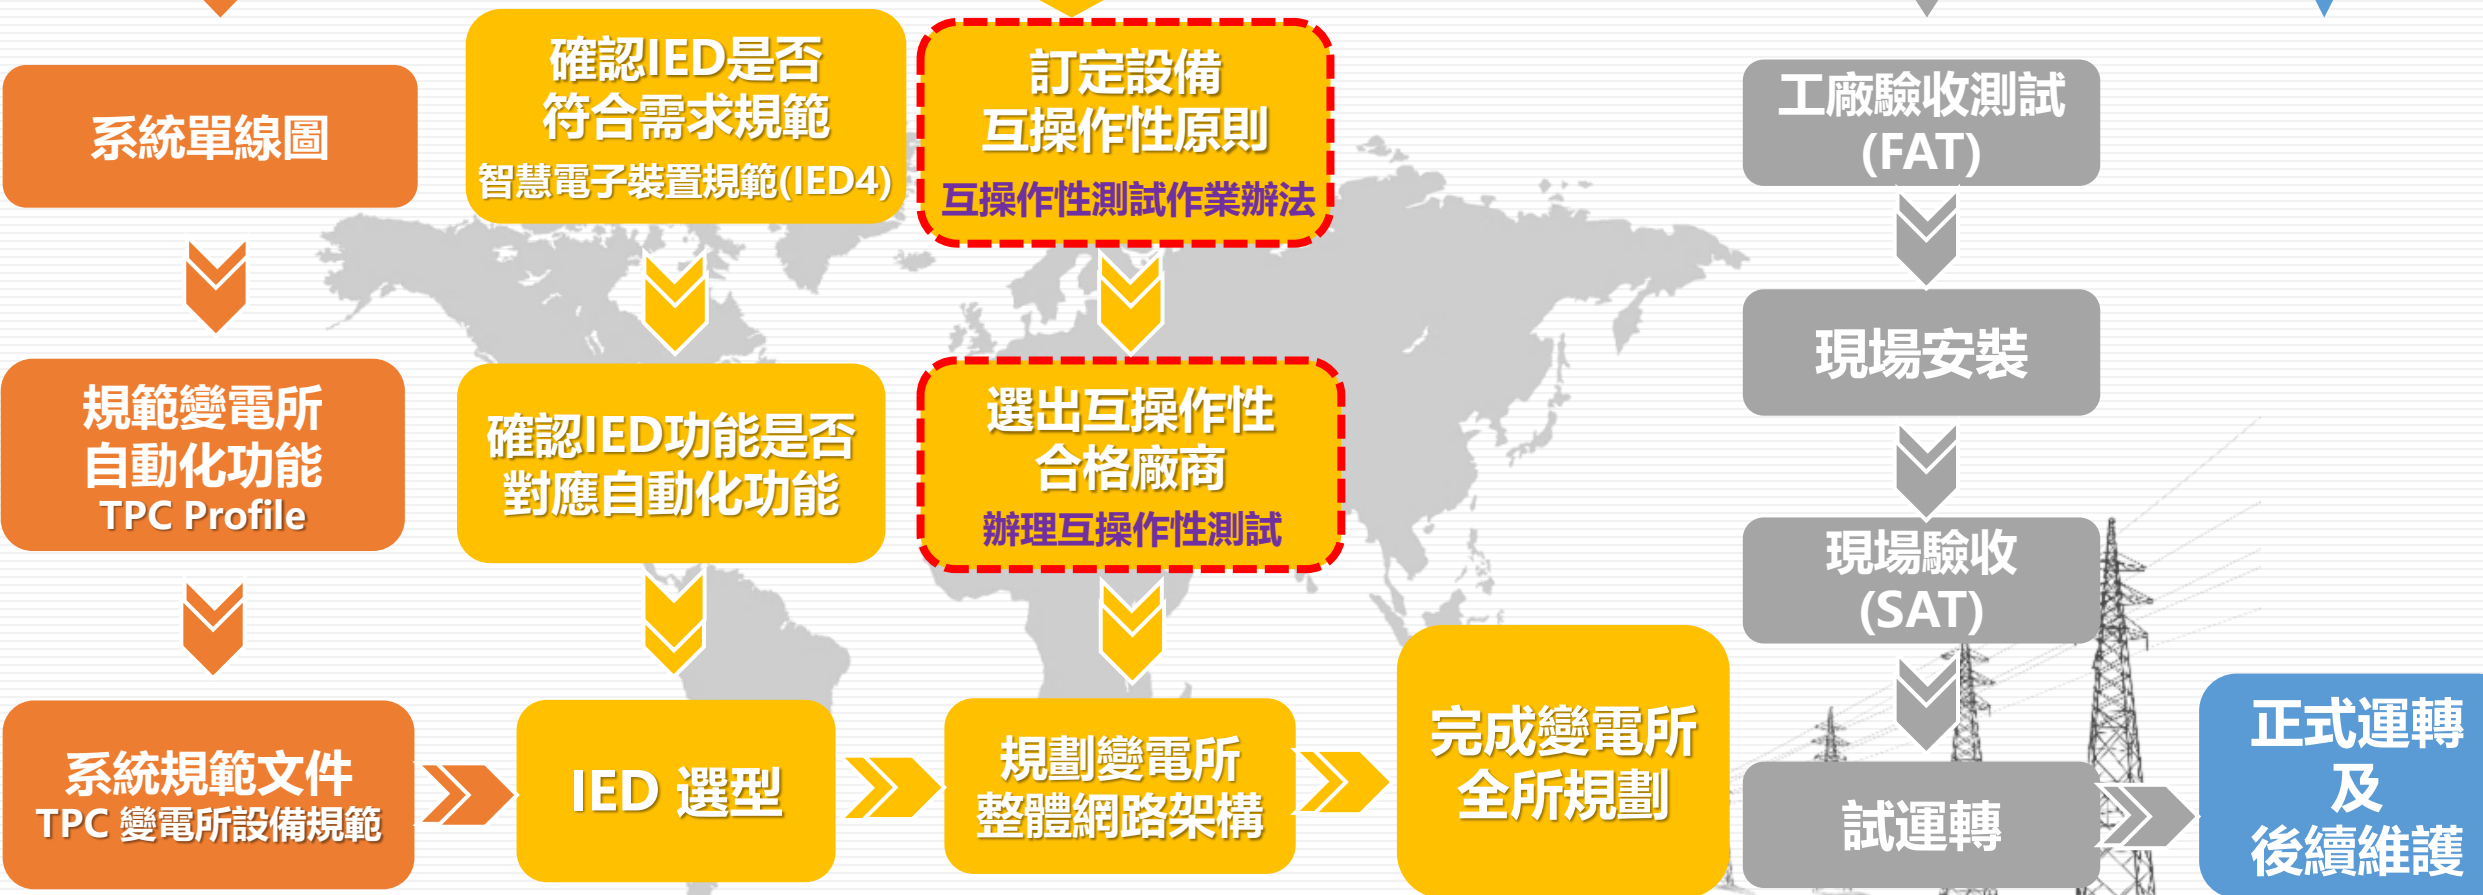 系統單線圖
規範變電所
自動化功能
TPC Profile
系統規範文件
TPC 變電所設備規範
確認IED是否
符合需求規範
智慧電子裝置規範(IED4)
確認IED功能是否
對應自動化功能
IED 選型
訂定設備
互操作性原則
互操作性測試作業辦法
選出互操作性
合格廠商
辦理互操作性測試
規劃變電所
整體網路架構
完成變電所
全所規劃
工廠驗收測試
(FAT)
現場安裝
現場驗收
(SAT)
試運轉
正式運轉
及
後續維護